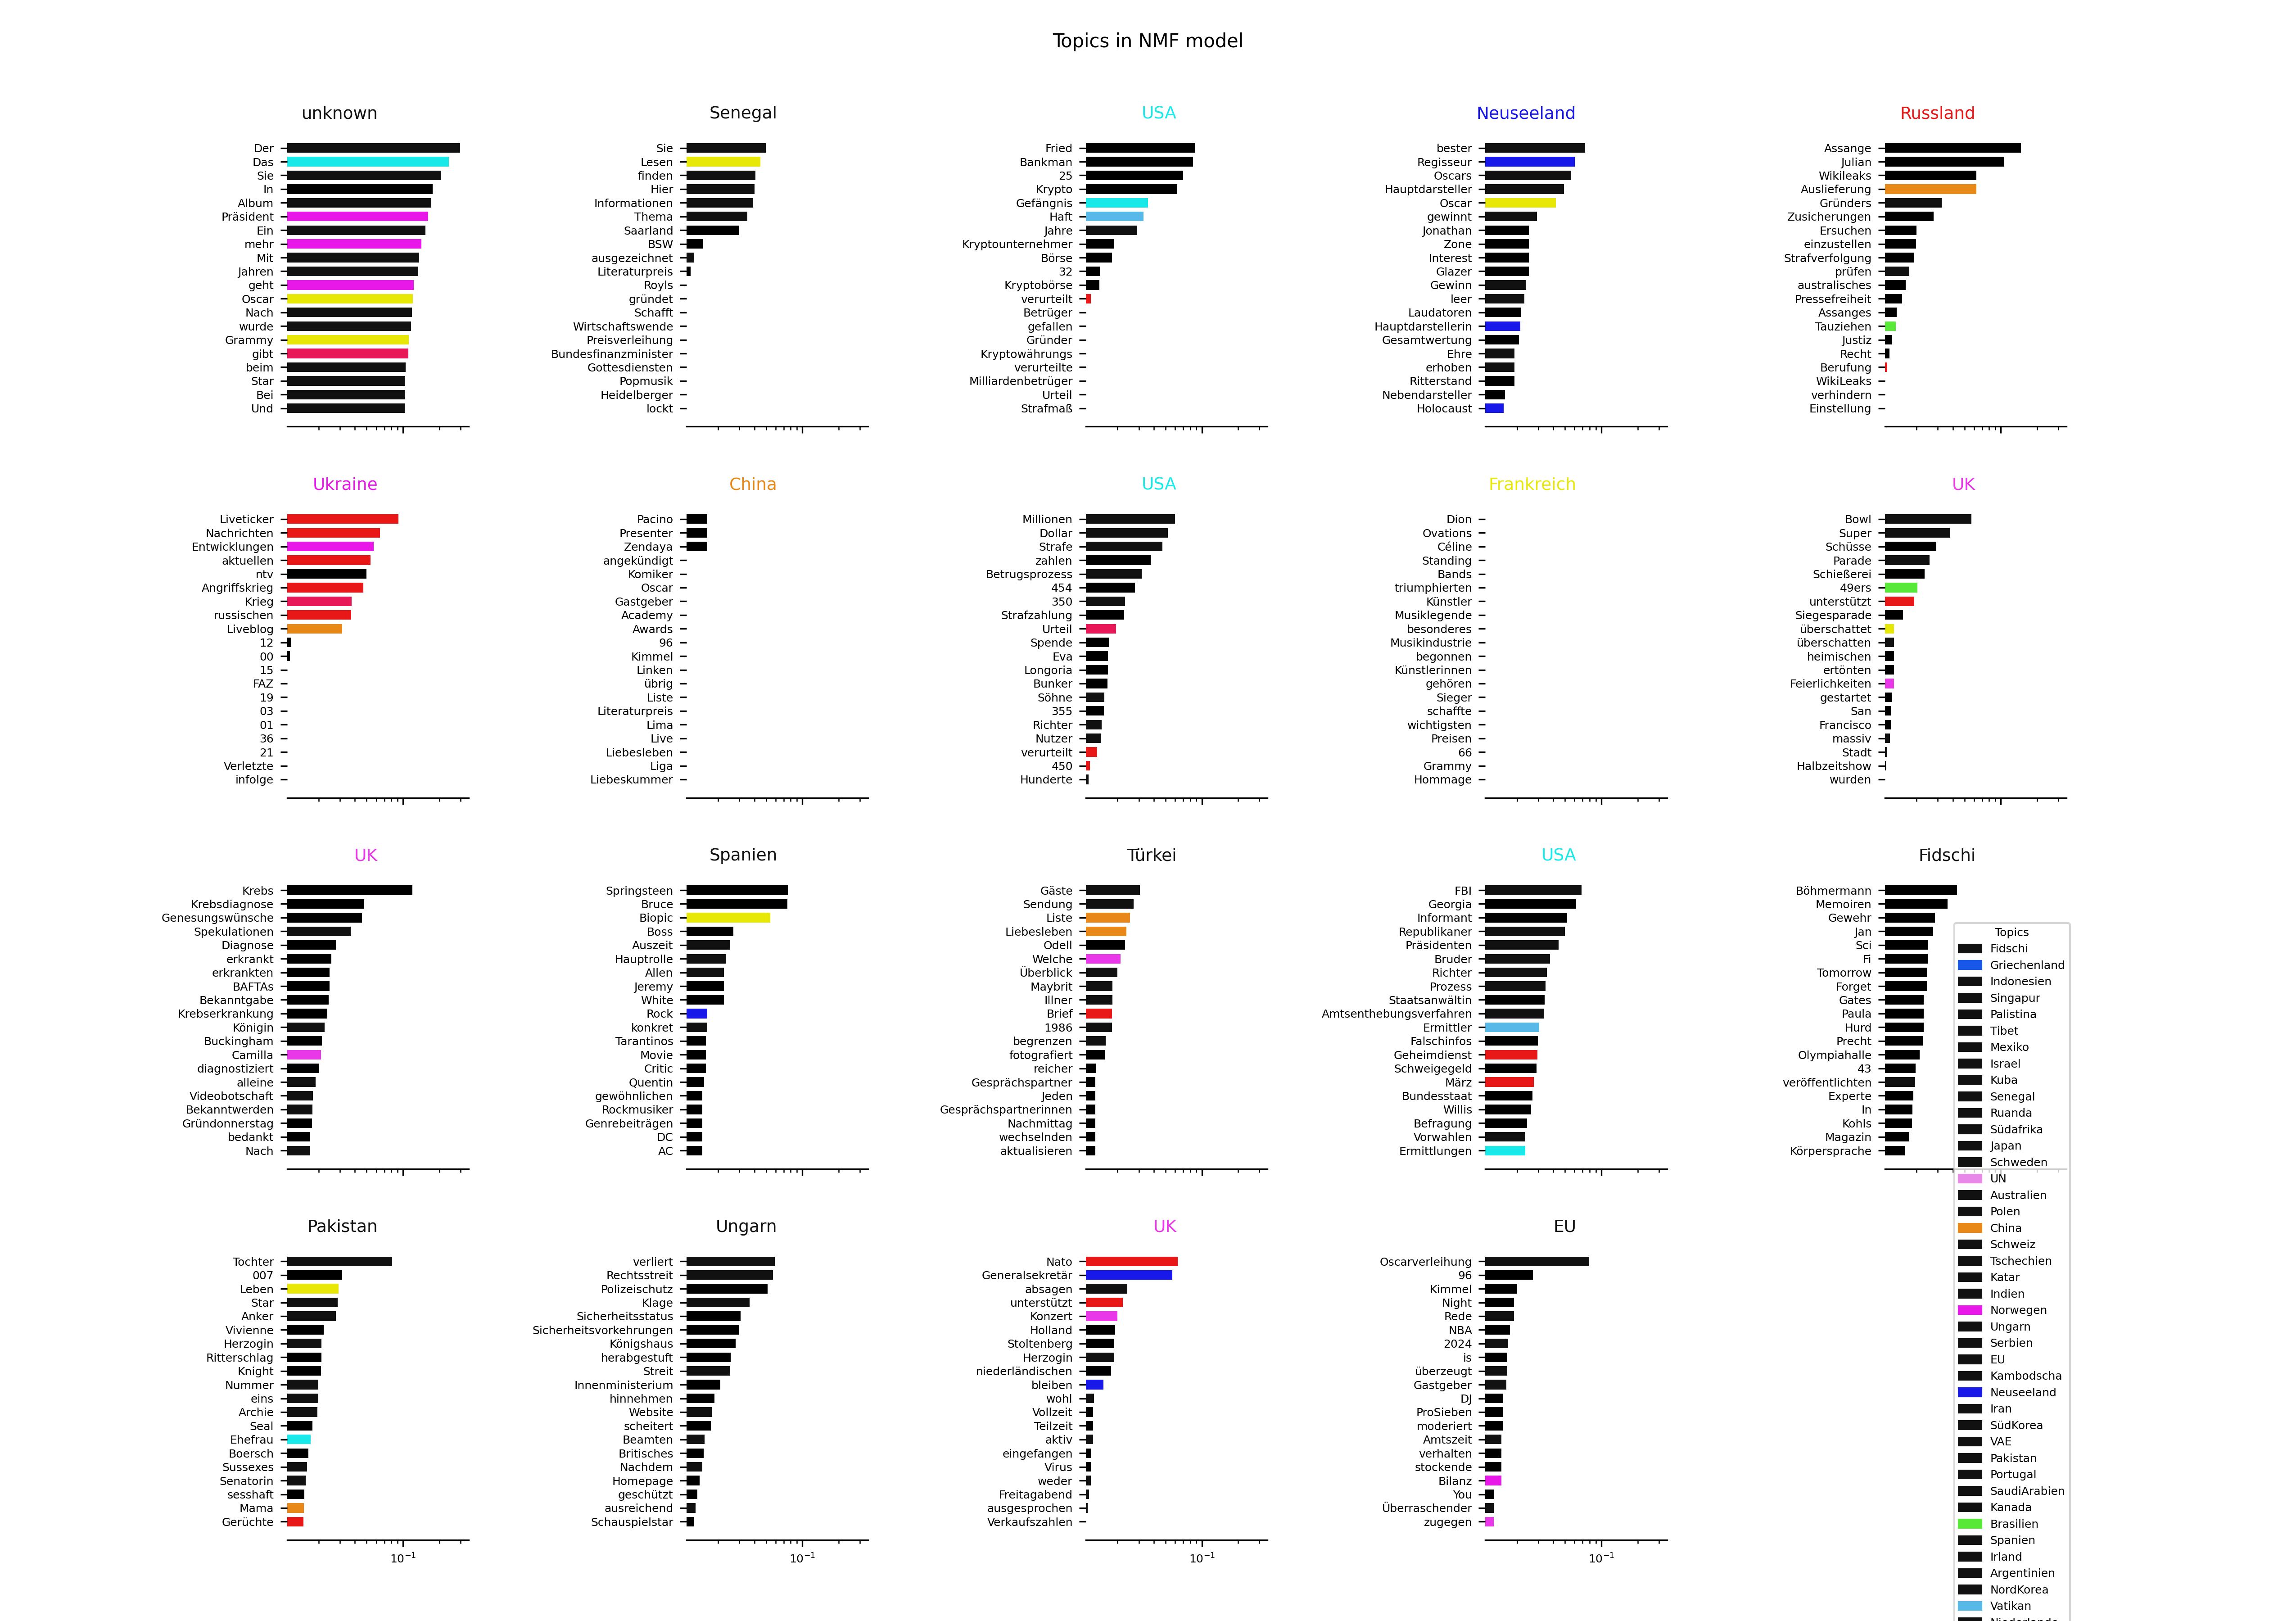 Topics in NMF model
unknown
Der
Das
Sie
In
Album
Präsident
Ein
mehr
Mit
Jahren
geht
Oscar
Nach
wurde
Grammy
gibt
beim
Star
Bei
Und
Senegal
Sie
Lesen
finden
Hier
Informationen
Thema
Saarland
BSW
ausgezeichnet
Literaturpreis
Royls
gründet
Schafft
Wirtschaftswende
Preisverleihung
Bundesfinanzminister
Gottesdiensten
Popmusik
Heidelberger
lockt
USA
Fried
Bankman
25
Krypto
Gefängnis
Haft
Jahre
Kryptounternehmer
Börse
32
Kryptobörse
verurteilt
Betrüger
gefallen
Gründer
Kryptowährungs
verurteilte
Milliardenbetrüger
Urteil
Strafmaß
Neuseeland
bester
Regisseur
Oscars
Hauptdarsteller
Oscar
gewinnt
Jonathan
Zone
Interest
Glazer
Gewinn
leer
Laudatoren
Hauptdarstellerin
Gesamtwertung
Ehre
erhoben
Ritterstand
Nebendarsteller
Holocaust
Russland
Assange
Julian
Wikileaks
Auslieferung
Gründers
Zusicherungen
Ersuchen
einzustellen
Strafverfolgung
prüfen
australisches
Pressefreiheit
Assanges
Tauziehen
Justiz
Recht
Berufung
WikiLeaks
verhindern
Einstellung
Ukraine
Liveticker
Nachrichten
Entwicklungen
aktuellen
ntv
Angriffskrieg
Krieg
russischen
Liveblog
12
00
15
FAZ
19
03
01
36
21
Verletzte
infolge
China
Pacino
Presenter
Zendaya
angekündigt
Komiker
Oscar
Gastgeber
Academy
Awards
96
Kimmel
Linken
übrig
Liste
Literaturpreis
Lima
Live
Liebesleben
Liga
Liebeskummer
USA
Millionen
Dollar
Strafe
zahlen
Betrugsprozess
454
350
Strafzahlung
Urteil
Spende
Eva
Longoria
Bunker
Söhne
355
Richter
Nutzer
verurteilt
450
Hunderte
Frankreich
Dion
Ovations
Céline
Standing
Bands
triumphierten
Künstler
Musiklegende
besonderes
Musikindustrie
begonnen
Künstlerinnen
gehören
Sieger
schaffte
wichtigsten
Preisen
66
Grammy
Hommage
UK
Bowl
Super
Schüsse
Parade
Schießerei
49ers
unterstützt
Siegesparade
überschattet
überschatten
heimischen
ertönten
Feierlichkeiten
gestartet
San
Francisco
massiv
Stadt
Halbzeitshow
wurden
UK
Krebs
Krebsdiagnose
Genesungswünsche
Spekulationen
Diagnose
erkrankt
erkrankten
BAFTAs
Bekanntgabe
Krebserkrankung
Königin
Buckingham
Camilla
diagnostiziert
alleine
Videobotschaft
Bekanntwerden
Gründonnerstag
bedankt
Nach
Spanien
Springsteen
Bruce
Biopic
Boss
Auszeit
Hauptrolle
Allen
Jeremy
White
Rock
konkret
Tarantinos
Movie
Critic
Quentin
gewöhnlichen
Rockmusiker
Genrebeiträgen
DC
AC
Türkei
Gäste
Sendung
Liste
Liebesleben
Odell
Welche
Überblick
Maybrit
Illner
Brief
1986
begrenzen
fotografiert
reicher
Gesprächspartner
Jeden
Gesprächspartnerinnen
Nachmittag
wechselnden
aktualisieren
USA
FBI
Georgia
Informant
Republikaner
Präsidenten
Bruder
Richter
Prozess
Staatsanwältin
Amtsenthebungsverfahren
Ermittler
Falschinfos
Geheimdienst
Schweigegeld
März
Bundesstaat
Willis
Befragung
Vorwahlen
Ermittlungen
Fidschi
Böhmermann
Memoiren
Gewehr
Jan
Sci
Fi
Tomorrow
Forget
Gates
Paula
Hurd
Precht
Olympiahalle
43
veröffentlichten
Experte
In
Kohls
Magazin
Körpersprache
Pakistan
Tochter
007
Leben
Star
Anker
Vivienne
Herzogin
Ritterschlag
Knight
Nummer
eins
Archie
Seal
Ehefrau
Boersch
Sussexes
Senatorin
sesshaft
Mama
Gerüchte
10⁻¹
Ungarn
verliert
Rechtsstreit
Polizeischutz
Klage
Sicherheitsstatus
Sicherheitsvorkehrungen
Königshaus
herabgestuft
Streit
Innenministerium
hinnehmen
Website
scheitert
Beamten
Britisches
Nachdem
Homepage
geschützt
ausreichend
Schauspielstar
10⁻¹
UK
Nato
Generalsekretär
absagen
unterstützt
Konzert
Holland
Stoltenberg
Herzogin
niederländischen
bleiben
wohl
Vollzeit
Teilzeit
aktiv
eingefangen
Virus
weder
Freitagabend
ausgesprochen
Verkaufszahlen
10⁻¹
EU
Oscarverleihung
96
Kimmel
Night
Rede
NBA
2024
is
überzeugt
Gastgeber
DJ
ProSieben
moderiert
Amtszeit
verhalten
stockende
Bilanz
You
Überraschender
zugegen
10⁻¹
Topics
Fidschi
Griechenland
Indonesien
Singapur
Palistina
Tibet
Mexiko
Israel
Kuba
Senegal
Ruanda
Südafrika
Japan
Schweden
UN
Australien
Polen
China
Schweiz
Tschechien
Katar
Indien
Norwegen
Ungarn
Serbien
EU
Kambodscha
Neuseeland
Iran
SüdKorea
VAE
Pakistan
Portugal
SaudiArabien
Kanada
Brasilien
Spanien
Irland
Argentinien
NordKorea
Vatikan